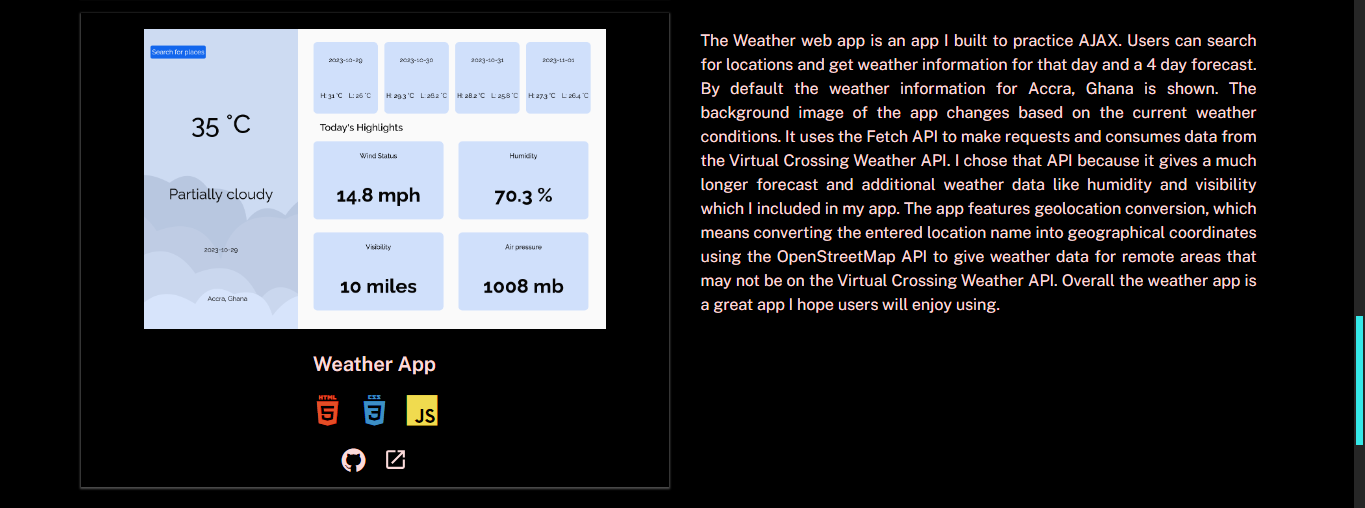 Search for places
35 °C
Partially cloudy
2023-10-29
Accra, Ghana
2023-10-29
2023-10-30
2023-10-31
2023-11-01
H: 31 °C L: 26 °C
H: 29.3 °C L: 26.2 °C
H: 28.2 °C L: 25.8 °C
H: 27.3 °C L: 26.4 °C
Today's Highlights
Wind Status
14.8 mph
Humidity
70.3 %
Visibility
10 miles
Air pressure
1008 mb
Weather App
HTML
5
CSS
3
JS
The Weather web app is an app I built to practice AJAX. Users can search
for locations and get weather information for that day and a 4 day forecast.
By default the weather information for Accra, Ghana is shown. The
background image of the app changes based on the current weather
conditions. It uses the Fetch API to make requests and consumes data from
the Virtual Crossing Weather API. I chose that API because it gives a much
longer forecast and additional weather data like humidity and visibility
which I included in my app. The app features geolocation conversion, which
means converting the entered location name into geographical coordinates
using the OpenStreetMap API to give weather data for remote areas that
may not be on the Virtual Crossing Weather API. Overall the weather app is
a great app I hope users will enjoy using.